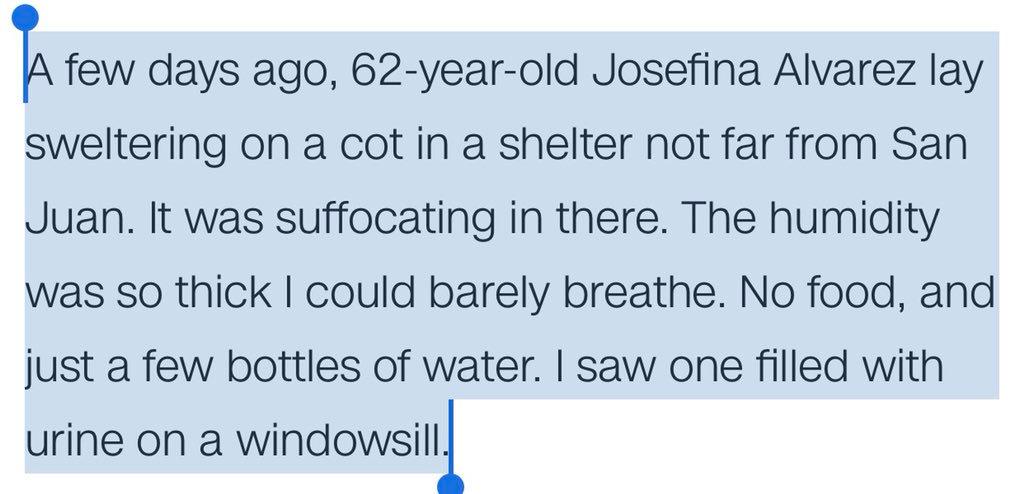 A few days ago, 62-year-old Josefina Alvarez lay
sweltering on a cot in a shelter not far from San
Juan. It was suffocating in there. The humidity
was so thick I could barely breathe. No food, and
just a few bottles of water. I saw one filled with
urine on a windowsill.